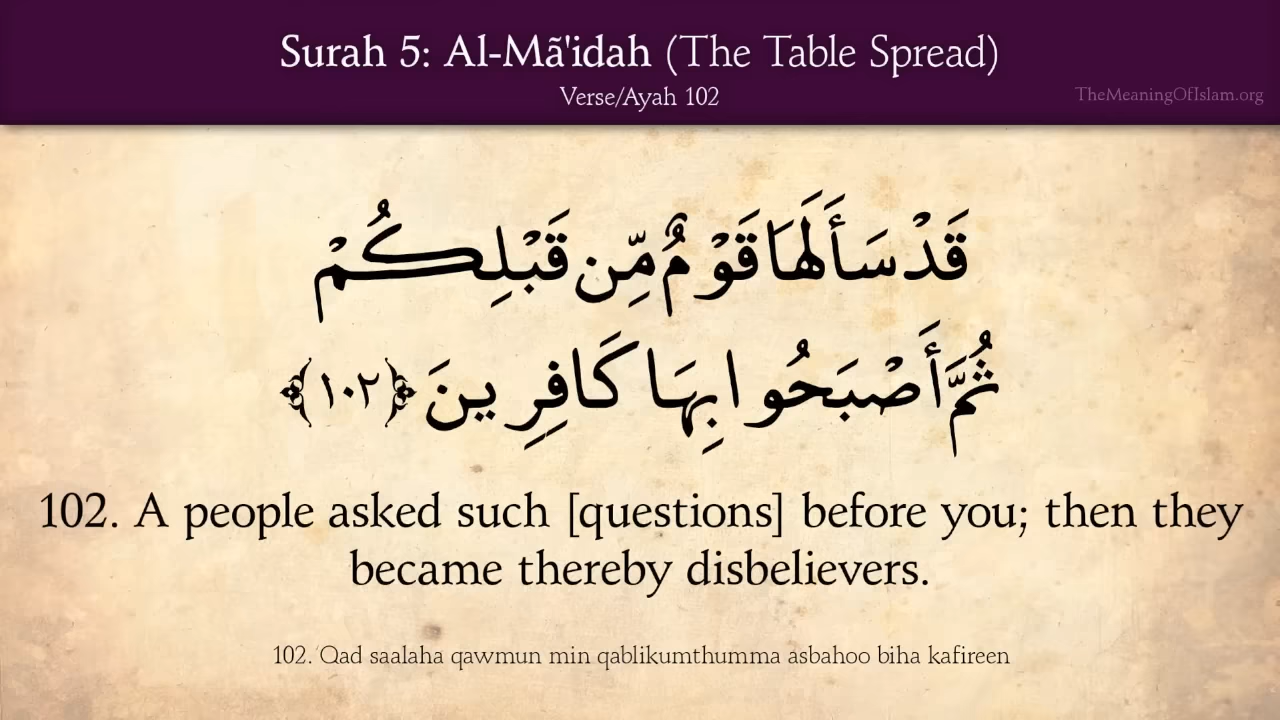 Surah 5: Al-Mã'idah (The Table Spread)
Verse/Ayah 102
TheMeaningOfIslam.org
قَدْ سَأَلَهَا قَوْمٌ مِّن قَبْلِكُمْ
ثُمَّ أَصْبَحُوا بِهَا كَافِرِينَ ﴿١٠٢﴾
102. A people asked such [questions] before you; then they
became thereby disbelievers.
102. Qad saalaha qawmun min qablikumthumma asbahoo biha kafireen